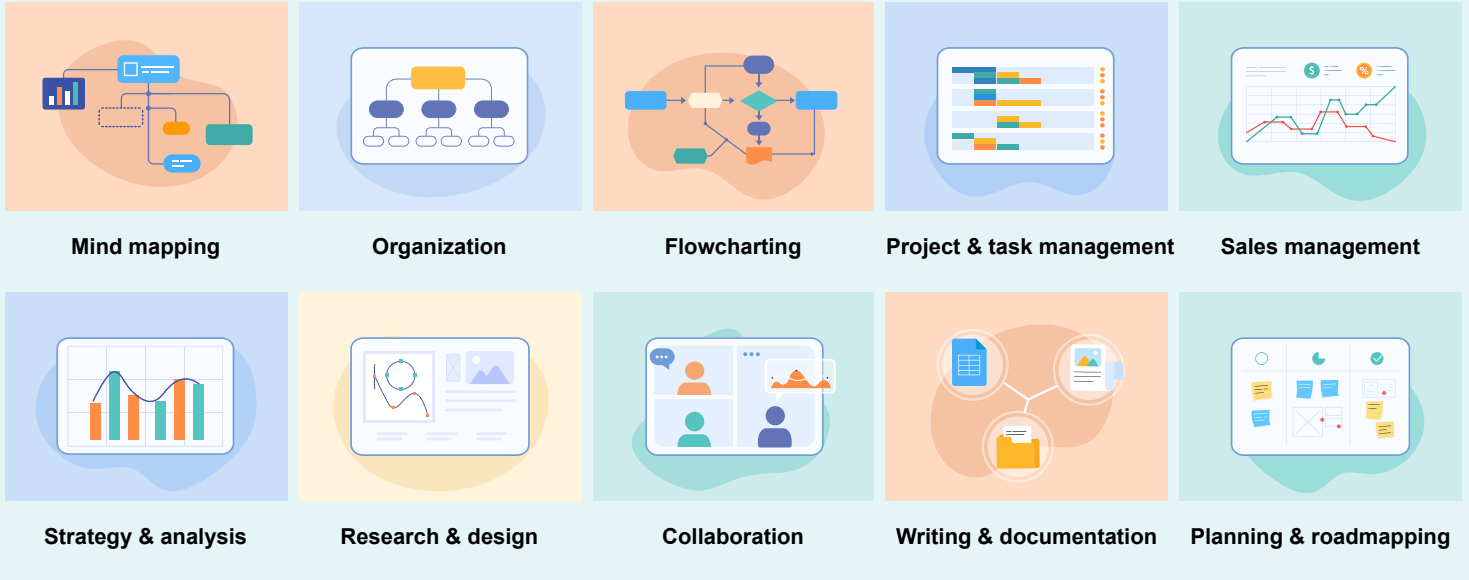 Mind mapping
Organization
Flowcharting
Project & task management
Sales management
$
%
Strategy & analysis
Research & design
Collaboration
Writing & documentation
Planning & roadmapping